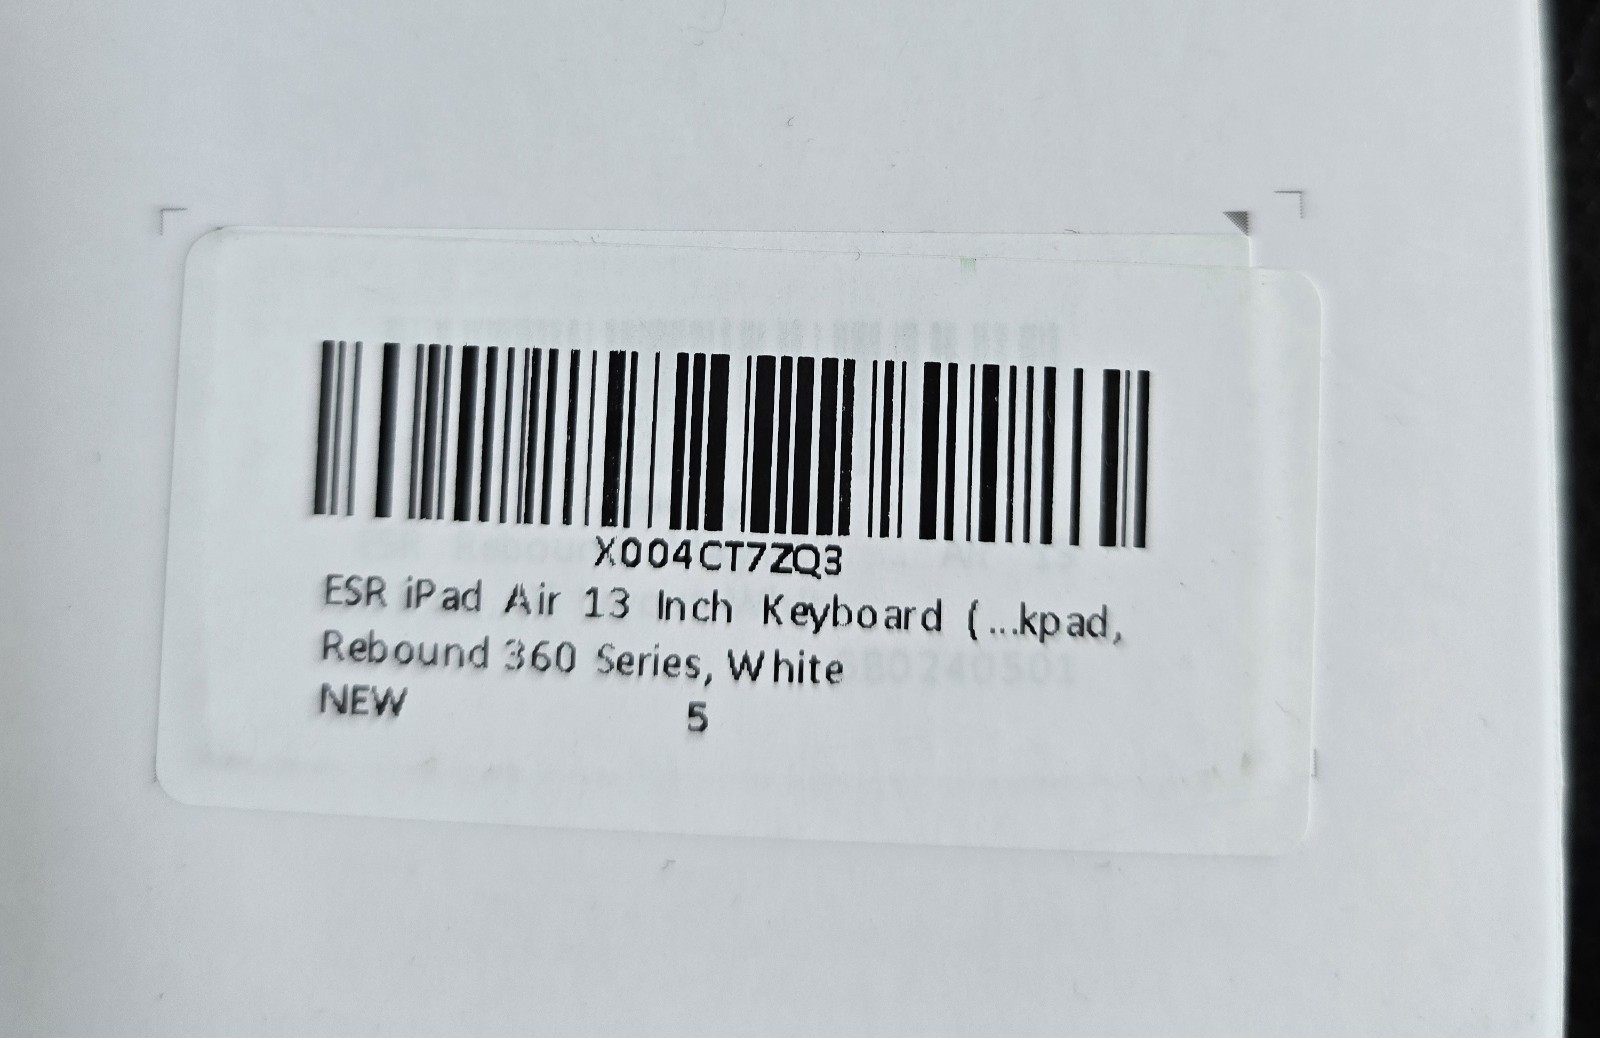 X004CT7ZQ3
ESR iPad Air 13 Inch Keyboard (...kpad,
Rebound 360 Series, White
NEW 5